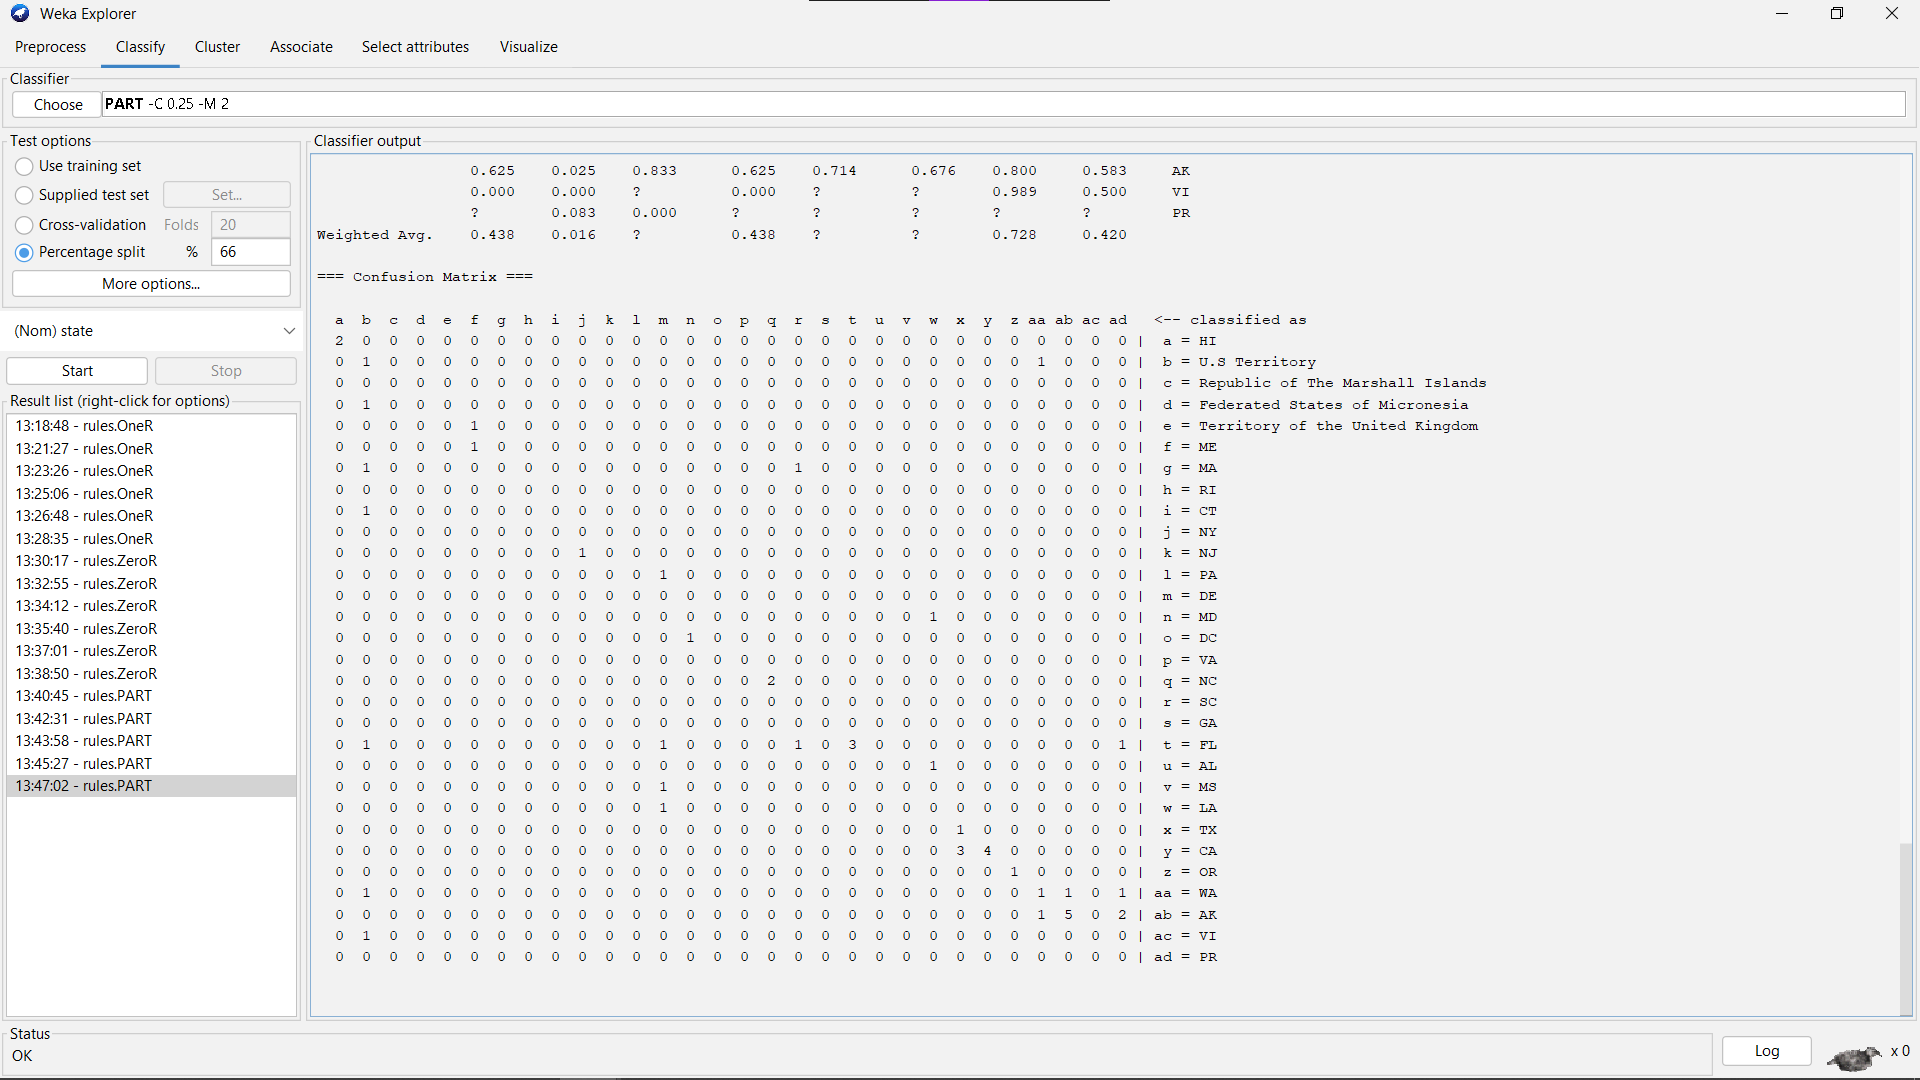 Weka Explorer
Preprocess Classify Cluster Associate Select attributes Visualize
Classifier
Choose PART -C 0.25 -M 2
Test options
Use training set
Supplied test set Set...
Cross-validation Folds 20
Percentage split % 66
More options...
(Nom) state
Start Stop
Result list (right-click for options)
13:18:48 - rules.OneR
13:21:27 - rules.OneR
13:23:26 - rules.OneR
13:25:06 - rules.OneR
13:26:48 - rules.OneR
13:28:35 - rules.OneR
13:30:17 - rules.ZeroR
13:32:55 - rules.ZeroR
13:34:12 - rules.ZeroR
13:35:40 - rules.ZeroR
13:37:01 - rules.ZeroR
13:38:50 - rules.ZeroR
13:40:45 - rules.PART
13:42:31 - rules.PART
13:43:58 - rules.PART
13:45:27 - rules.PART
13:47:02 - rules.PART
Classifier output
0.625 0.025 0.833 0.625 0.714 0.676 0.800 0.583 AK
0.000 0.000 ? 0.000 ? ? 0.989 0.500 VI
? 0.083 0.000 ? ? ? ? ? PR
Weighted Avg. 0.438 0.016 ? 0.438 ? ? 0.728 0.420
=== Confusion Matrix ===
a b c d e f g h i j k l m n o p q r s t u v w x y z aa ab ac ad <-- classified as
2 0 0 0 0 0 0 0 0 0 0 0 0 0 0 0 0 0 0 0 0 0 0 0 0 0 0 0 0 0 | a = HI
0 1 0 0 0 0 0 0 0 0 0 0 0 0 0 0 0 0 0 0 0 0 0 0 0 0 1 0 0 0 | b = U.S Territory
0 0 0 0 0 0 0 0 0 0 0 0 0 0 0 0 0 0 0 0 0 0 0 0 0 0 0 0 0 0 | c = Republic of The Marshall Islands
0 1 0 0 0 0 0 0 0 0 0 0 0 0 0 0 0 0 0 0 0 0 0 0 0 0 0 0 0 0 | d = Federated States of Micronesia
0 0 0 0 0 1 0 0 0 0 0 0 0 0 0 0 0 0 0 0 0 0 0 0 0 0 0 0 0 0 | e = Territory of the United Kingdom
0 0 0 0 0 1 0 0 0 0 0 0 0 0 0 0 0 0 0 0 0 0 0 0 0 0 0 0 0 0 | f = ME
0 1 0 0 0 0 0 0 0 0 0 0 0 0 0 0 0 1 0 0 0 0 0 0 0 0 0 0 0 0 | g = MA
0 0 0 0 0 0 0 0 0 0 0 0 0 0 0 0 0 0 0 0 0 0 0 0 0 0 0 0 0 0 | h = RI
0 1 0 0 0 0 0 0 0 0 0 0 0 0 0 0 0 0 0 0 0 0 0 0 0 0 0 0 0 0 | i = CT
0 0 0 0 0 0 0 0 0 0 0 0 0 0 0 0 0 0 0 0 0 0 0 0 0 0 0 0 0 0 | j = NY
0 0 0 0 0 0 0 0 0 1 0 0 0 0 0 0 0 0 0 0 0 0 0 0 0 0 0 0 0 0 | k = NJ
0 0 0 0 0 0 0 0 0 0 0 0 1 0 0 0 0 0 0 0 0 0 0 0 0 0 0 0 0 0 | l = PA
0 0 0 0 0 0 0 0 0 0 0 0 0 0 0 0 0 0 0 0 0 0 0 0 0 0 0 0 0 0 | m = DE
0 0 0 0 0 0 0 0 0 0 0 0 0 0 0 0 0 0 0 0 0 0 1 0 0 0 0 0 0 0 | n = MD
0 0 0 0 0 0 0 0 0 0 0 0 0 1 0 0 0 0 0 0 0 0 0 0 0 0 0 0 0 0 | o = DC
0 0 0 0 0 0 0 0 0 0 0 0 0 0 0 0 0 0 0 0 0 0 0 0 0 0 0 0 0 0 | p = VA
0 0 0 0 0 0 0 0 0 0 0 0 0 0 0 0 2 0 0 0 0 0 0 0 0 0 0 0 0 0 | q = NC
0 0 0 0 0 0 0 0 0 0 0 0 0 0 0 0 0 0 0 0 0 0 0 0 0 0 0 0 0 0 | r = SC
0 0 0 0 0 0 0 0 0 0 0 0 0 0 0 0 0 0 0 0 0 0 0 0 0 0 0 0 0 0 | s = GA
0 1 0 0 0 0 0 0 0 0 0 0 1 0 0 0 0 1 0 3 0 0 0 0 0 0 0 0 0 1 | t = FL
0 0 0 0 0 0 0 0 0 0 0 0 0 0 0 0 0 0 0 0 0 0 1 0 0 0 0 0 0 0 | u = AL
0 0 0 0 0 0 0 0 0 0 0 0 1 0 0 0 0 0 0 0 0 0 0 0 0 0 0 0 0 0 | v = MS
0 0 0 0 0 0 0 0 0 0 0 0 1 0 0 0 0 0 0 0 0 0 0 0 0 0 0 0 0 0 | w = LA
0 0 0 0 0 0 0 0 0 0 0 0 0 0 0 0 0 0 0 0 0 0 0 1 0 0 0 0 0 0 | x = TX
0 0 0 0 0 0 0 0 0 0 0 0 0 0 0 0 0 0 0 0 0 0 0 3 4 0 0 0 0 0 | y = CA
0 0 0 0 0 0 0 0 0 0 0 0 0 0 0 0 0 0 0 0 0 0 0 0 0 1 0 0 0 0 | z = OR
0 1 0 0 0 0 0 0 0 0 0 0 0 0 0 0 0 0 0 0 0 0 0 0 0 0 1 1 0 1 | aa = WA
0 0 0 0 0 0 0 0 0 0 0 0 0 0 0 0 0 0 0 0 0 0 0 0 0 0 1 5 0 2 | ab = AK
0 1 0 0 0 0 0 0 0 0 0 0 0 0 0 0 0 0 0 0 0 0 0 0 0 0 0 0 0 0 | ac = VI
0 0 0 0 0 0 0 0 0 0 0 0 0 0 0 0 0 0 0 0 0 0 0 0 0 0 0 0 0 0 | ad = PR
Status
OK
Log x 0